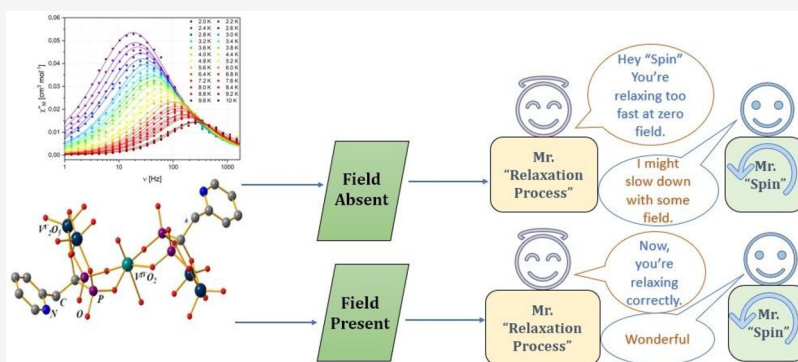 χ"M [cm³ mol⁻¹]
0.06
0.05
0.04
0.03
0.02
0.01
0.00
2.0 K 2.2 K
2.4 K 2.6 K
2.8 K 3.0 K
3.2 K 3.4 K
3.6 K 3.8 K
4.0 K 4.4 K
4.8 K 5.2 K
5.6 K 6.0 K
6.4 K 6.8 K
7.2 K 7.6 K
8.0 K 8.4 K
8.8 K 9.2 K
9.6 K 10 K
1 10 100 1000
ν [Hz]
C
N
O
P
Field
Absent
Field
Present
Hey "Spin"
You're
relaxing too
fast at zero
field.
Mr.
"Relaxation
Process"
I might
slow down
with some
field.
Mr.
"Spin"
Now,
you're
relaxing
correctly.
Mr.
"Relaxation
Process"
Wonderful
Mr.
"Spin"